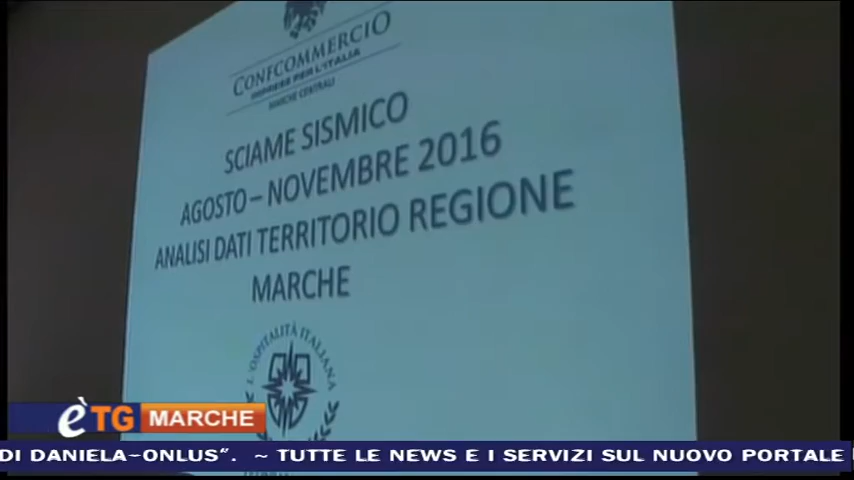 CONFCOMMERCIO
IMPRESE PER L'ITALIA
MARCHE CENTRALI
SCIAME SISMICO
AGOSTO – NOVEMBRE 2016
ANALISI DATI TERRITORIO REGIONE
MARCHE
L'OSPITALITÀ ITALIANA
è TG MARCHE
DI DANIELA-ONLUS". ~ TUTTE LE NEWS E I SERVIZI SUL NUOVO PORTALE